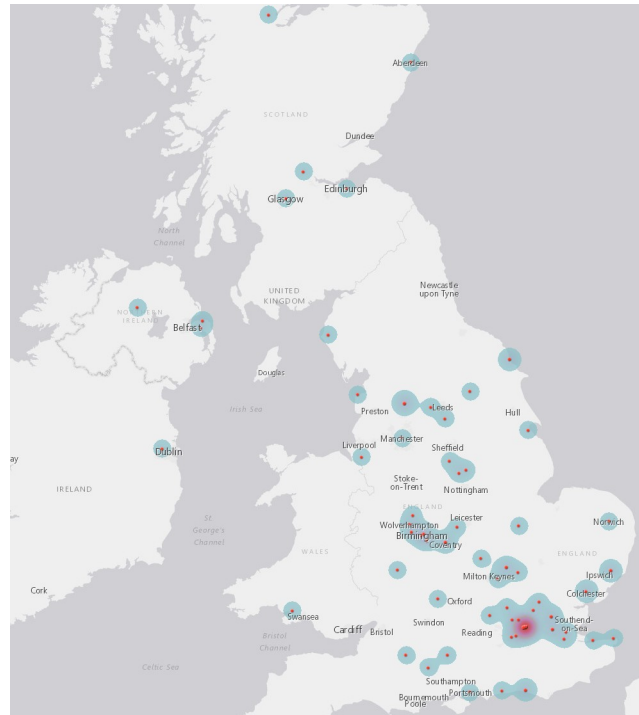 Aberdeen
SCOTLAND
Dundee
Edinburgh
Glasgow
North
Channel
Newcastle
upon Tyne
UNITED
KINGDOM
NORTHERN
IRELAND
Belfast
Douglas
Irish Sea
Preston
Leeds
Hull
Manchester
Liverpool
Dublin
Sheffield
ay
Stoke-
on-Trent
Nottingham
IRELAND
ENGLAND
Leicester
Norwich
St
George's
Channel
Wolverhampton
Birmingham
Coventry
WALES
ENGLAND
Milton Keynes
Ipswich
Cork
Colchester
Oxford
Swansea
Swindon
Southend-
on-Sea
Cardiff
Bristol
Reading
Bristol
Channel
Celtic Sea
Southampton
Portsmouth
Bournemouth
Poole